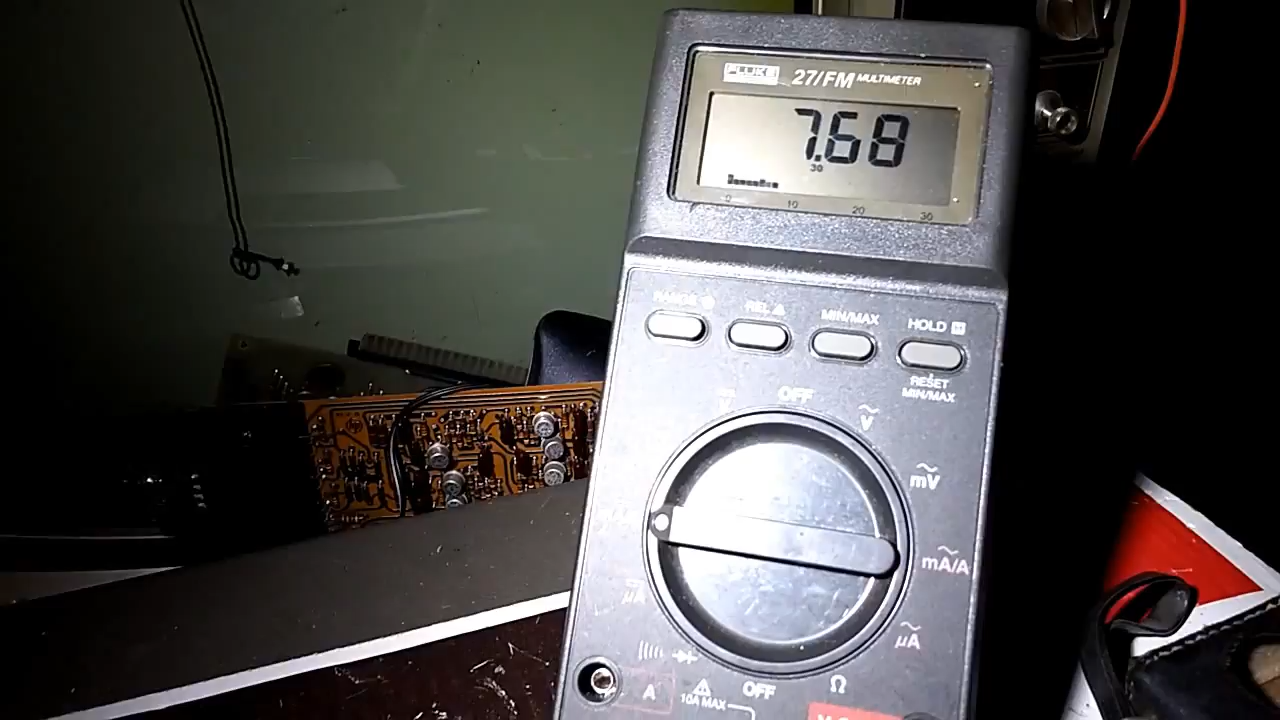 FLUKE 27/FM MULTIMETER
7.68
30
0 10 20 30
RANGE REL △ MIN/MAX HOLD H
RESET
MIN/MAX
V OFF V
mV
mA/A
μA μA
A 10A MAX OFF Ω